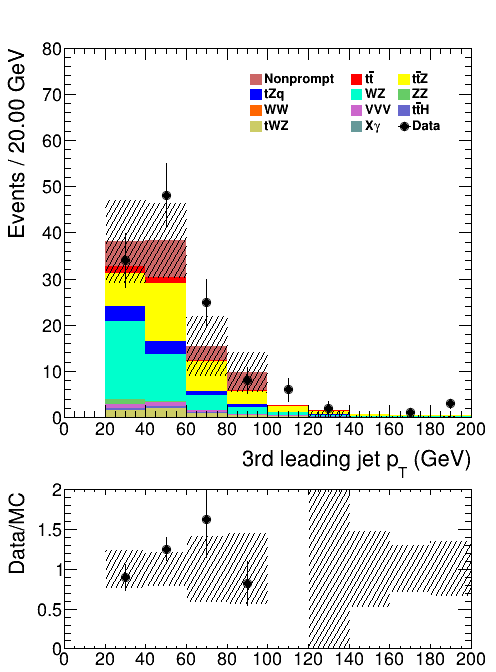 Events / 20.00 GeV
80
70
60
50
40
30
20
10
0
Nonprompt tt̄ tt̄Z
tZq WZ ZZ
WW VVV tt̄H
tWZ Xγ Data
0 20 40 60 80 100 120 140 160 180 200
3rd leading jet p_T (GeV)
Data/MC
2
1.5
1
0.5
0
0 20 40 60 80 100 120 140 160 180 200